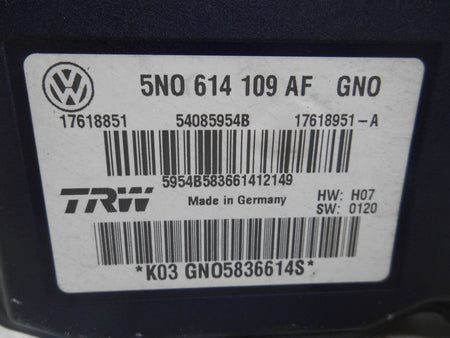 5N0 614 109 AF GNO
17618851 54085954B 17618951-A
5954B583661412149
TRW Made in Germany HW: H07
SW: 0120
*K03 GNO5836614S*